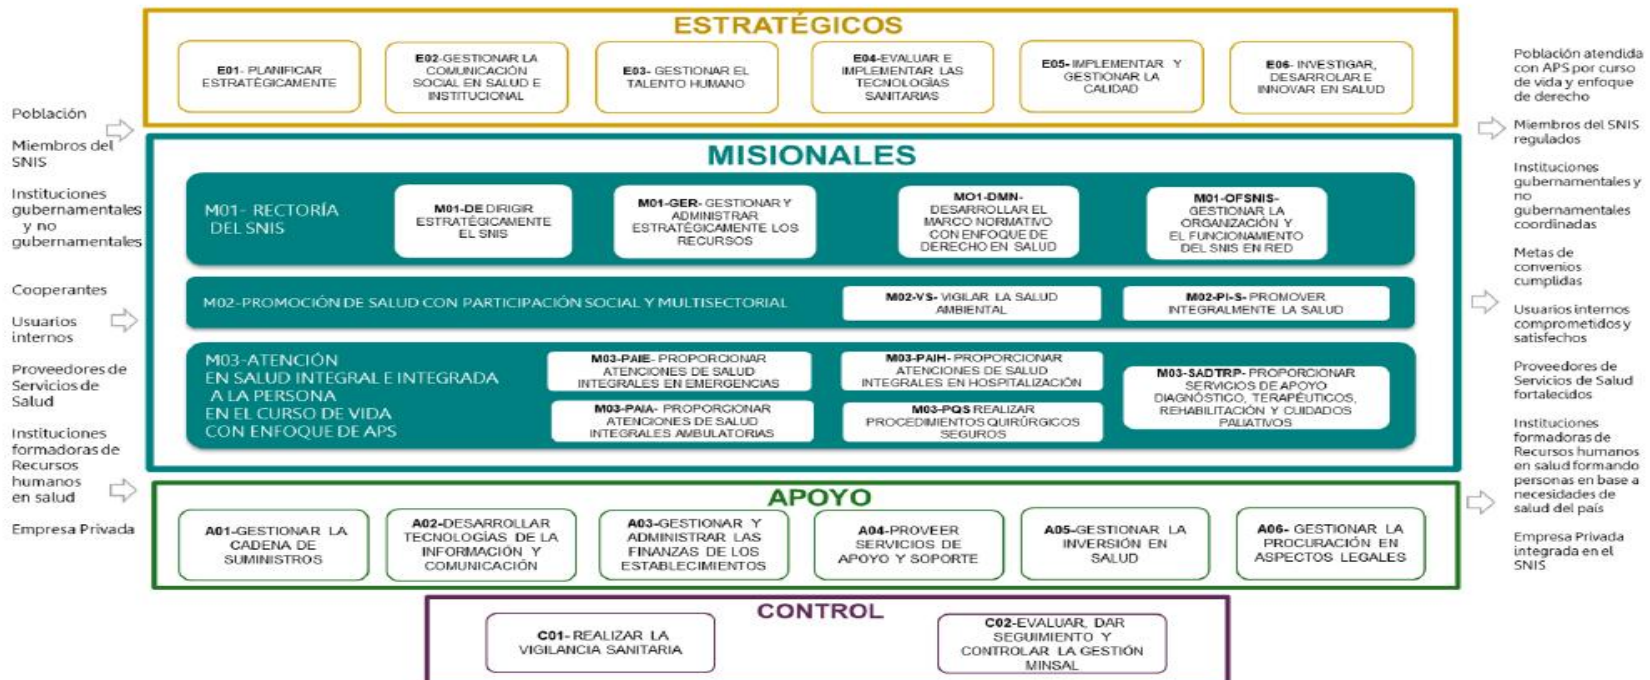 Población
Miembros del
SNIS
Instituciones
gubernamentales
y no
gubernamentales
Cooperantes
Usuarios
internos
Proveedores de
Servicios de
Salud
Instituciones
formadoras de
Recursos
humanos
en salud
Empresa Privada
ESTRATÉGICOS
E01- PLANIFICAR
ESTRATÉGICAMENTE
E02-GESTIONAR LA
COMUNICACIÓN
SOCIAL EN SALUD E
INSTITUCIONAL
E03- GESTIONAR EL
TALENTO HUMANO
E04-EVALUAR E
IMPLEMENTAR LAS
TECNOLOGÍAS
SANITARIAS
E05-IMPLEMENTAR Y
GESTIONAR LA
CALIDAD
E06- INVESTIGAR,
DESARROLAR E
INNOVAR EN SALUD
MISIONALES
M01- RECTORÍA
DEL SNIS
M01-DE DIRIGIR
ESTRATÉGICAMENTE
EL SNIS
M01-GER- GESTIONAR Y
ADMINISTRAR
ESTRATÉGICAMENTE LOS
RECURSOS
MO1-DMN-
DESARROLLAR EL
MARCO NORMATIVO
CON ENFOQUE DE
DERECHO EN SALUD
M01-OFSNIS-
GESTIONAR LA
ORGANIZACIÓN Y
EL FUNCIONAMIENTO
DEL SNIS EN RED
M02-PROMOCIÓN DE SALUD CON PARTICIPACIÓN SOCIAL Y MULTISECTORIAL
M02-VS- VIGILAR LA SALUD
AMBIENTAL
M02-PI-S- PROMOVER
INTEGRALMENTE LA SALUD
M03-ATENCIÓN
EN SALUD INTEGRAL E INTEGRADA
A LA PERSONA
EN EL CURSO DE VIDA
CON ENFOQUE DE APS
M03-PAIE- PROPORCIONAR
ATENCIONES DE SALUD
INTEGRALES EN EMERGENCIAS
M03-PAIH- PROPORCIONAR
ATENCIONES DE SALUD
INTEGRALES EN HOSPITALIZACIÓN
M03-PAIA- PROPORCIONAR
ATENCIONES DE SALUD
INTEGRALES AMBULATORIAS
M03-PQS REALIZAR
PROCEDIMIENTOS QUIRÚRGICOS
SEGUROS
M03-SADTRP- PROPORCIONAR
SERVICIOS DE APOYO
DIAGNÓSTICO, TERAPÉUTICOS,
REHABILITACIÓN Y CUIDADOS
PALIATIVOS
APOYO
A01-GESTIONAR LA
CADENA DE
SUMINISTROS
A02-DESARROLLAR
TECNOLOGÍAS DE LA
INFORMACIÓN Y
COMUNICACIÓN
A03-GESTIONAR Y
ADMINISTRAR LAS
FINANZAS DE LOS
ESTABLECIMIENTOS
A04-PROVEER
SERVICIOS DE
APOYO Y SOPORTE
A05-GESTIONAR LA
INVERSIÓN EN
SALUD
A06- GESTIONAR LA
PROCURACIÓN EN
ASPECTOS LEGALES
CONTROL
C01- REALIZAR LA
VIGILANCIA SANITARIA
C02-EVALUAR, DAR
SEGUIMIENTO Y
CONTROLAR LA GESTIÓN
MINSAL
Población atendida
con APS por curso
de vida y enfoque
de derecho
Miembros del SNIS
regulados
Instituciones
gubernamentales y
no
gubernamentales
coordinadas
Metas de
convenios
cumplidas
Usuarios internos
comprometidos y
satisfechos
Proveedores de
Servicios de Salud
fortalecidos
Instituciones
formadoras de
Recursos humanos
en salud formando
personas en base a
necesidades de
salud del país
Empresa Privada
integrada en el
SNIS